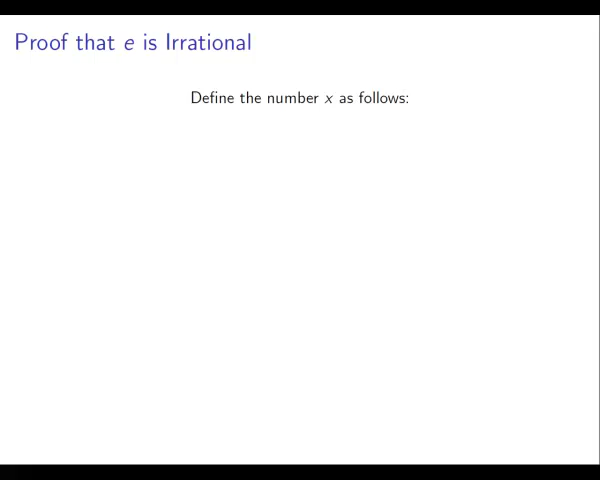 Proof that e is Irrational
Define the number x as follows: